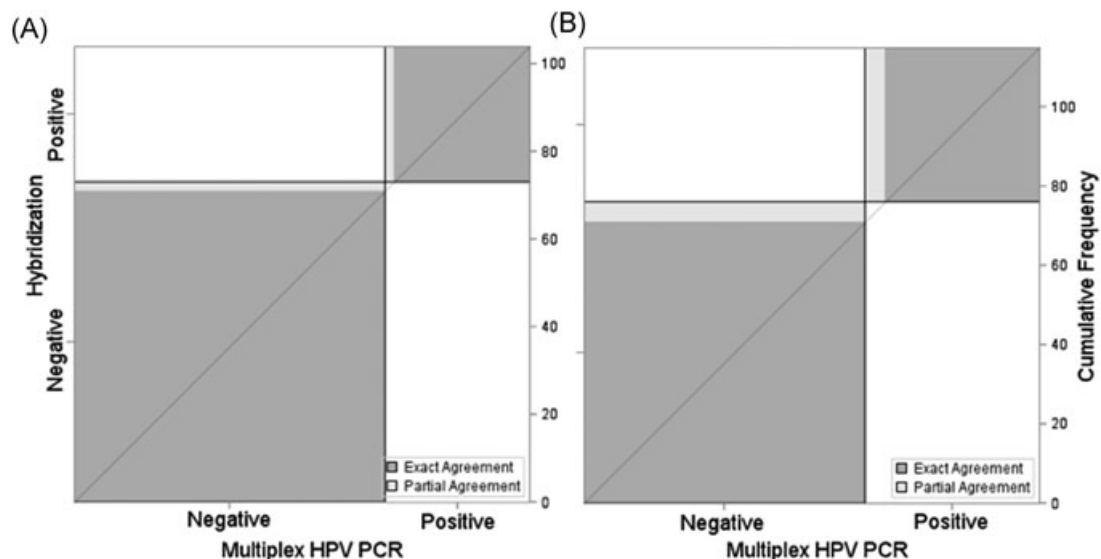 (A)
Hybridization
Positive
Negative
100
80
60
40
20
0
Exact Agreement
Partial Agreement
Negative
Positive
Multiplex HPV PCR
(B)
100
80
60
40
20
0
Cumulative Frequency
Exact Agreement
Partial Agreement
Negative
Positive
Multiplex HPV PCR